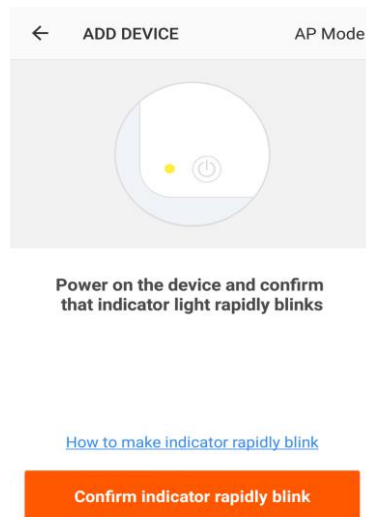 ADD DEVICE AP Mode
Power on the device and confirm
that indicator light rapidly blinks
How to make indicator rapidly blink
Confirm indicator rapidly blink